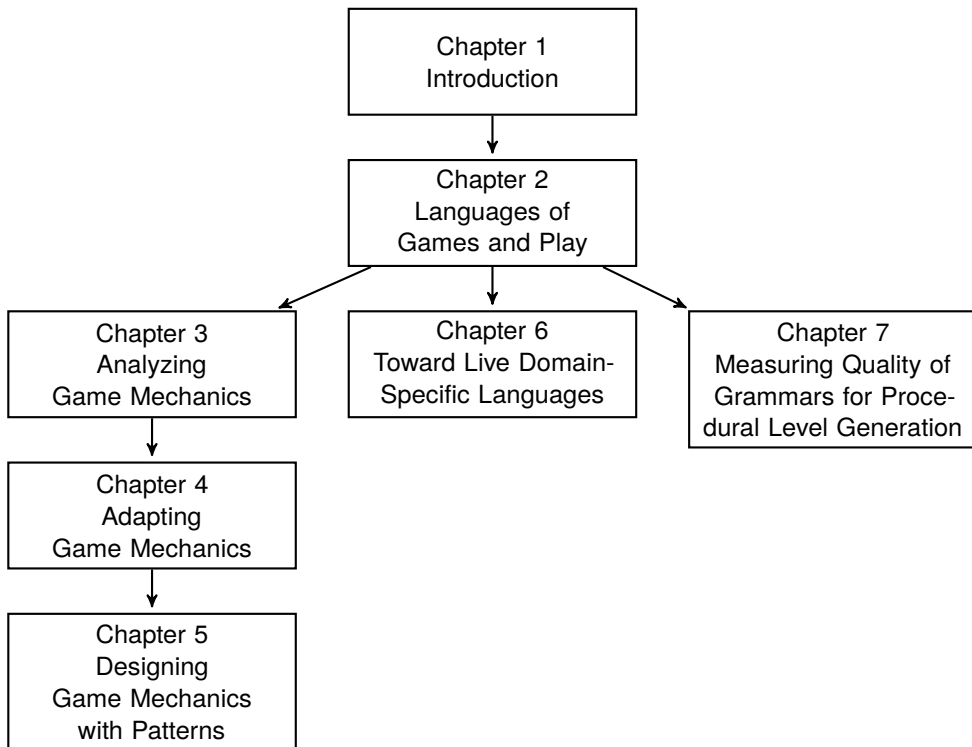 Chapter 1
Introduction
Chapter 2
Languages of
Games and Play
Chapter 3
Analyzing
Game Mechanics
Chapter 6
Toward Live Domain-
Specific Languages
Chapter 7
Measuring Quality of
Grammars for Proce-
dural Level Generation
Chapter 4
Adapting
Game Mechanics
Chapter 5
Designing
Game Mechanics
with Patterns